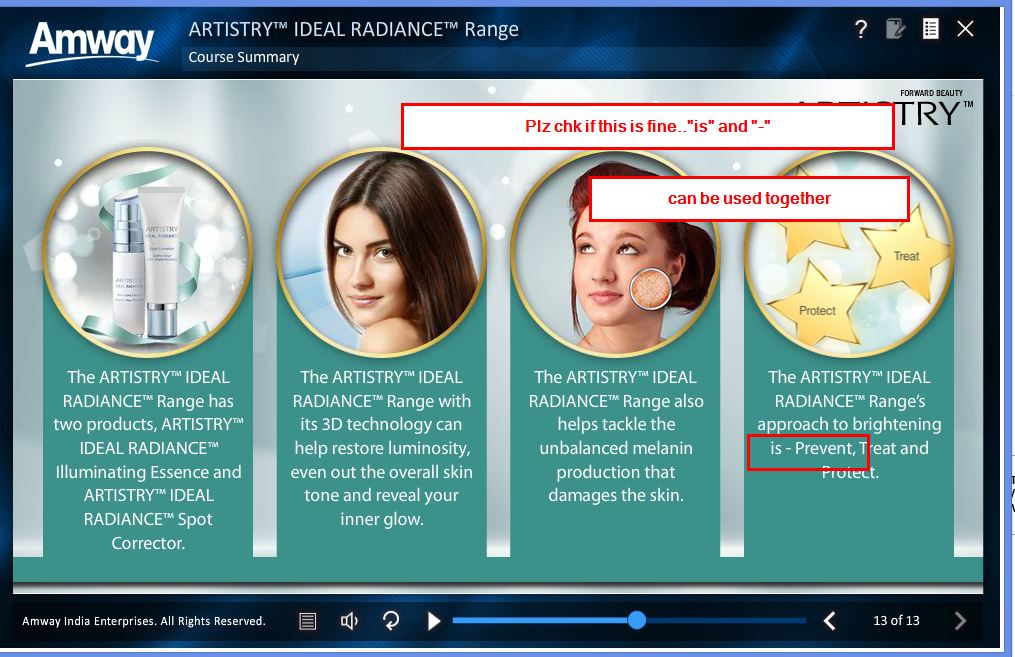 Amway
ARTISTRY™ IDEAL RADIANCE™ Range
Course Summary
?
FORWARD BEAUTY
ARTISTRY™
Plz chk if this is fine.."is" and "-"
can be used together
ARTISTRY
IDEAL RADIANCE
Spot Corrector
Treat
Protect
The ARTISTRY™ IDEAL
RADIANCE™ Range has
two products, ARTISTRY™
IDEAL RADIANCE™
Illuminating Essence and
ARTISTRY™ IDEAL
RADIANCE™ Spot
Corrector.
The ARTISTRY™ IDEAL
RADIANCE™ Range with
its 3D technology can
help restore luminosity,
even out the overall skin
tone and reveal your
inner glow.
The ARTISTRY™ IDEAL
RADIANCE™ Range also
helps tackle the
unbalanced melanin
production that
damages the skin.
The ARTISTRY™ IDEAL
RADIANCE™ Range’s
approach to brightening
is - Prevent, Treat and
Protect.
Amway India Enterprises. All Rights Reserved.
13 of 13